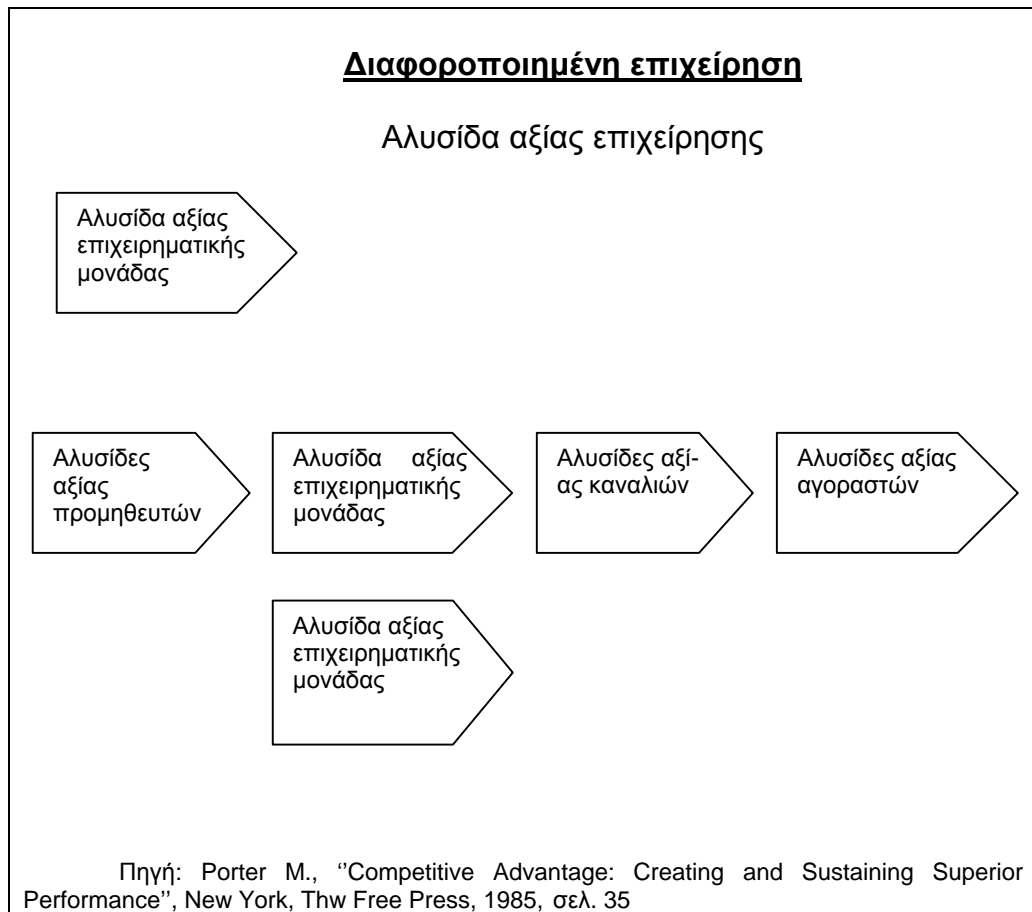 Διαφοροποιημένη επιχείρηση
Αλυσίδα αξίας επιχείρησης
Αλυσίδα αξίας
επιχειρηματικής
μονάδας
Αλυσίδες
αξίας
προμηθευτών
Αλυσίδα αξίας
επιχειρηματικής
μονάδας
Αλυσίδες αξί-
ας καναλιών
Αλυσίδες αξίας
αγοραστών
Αλυσίδα αξίας
επιχειρηματικής
μονάδας
Πηγή: Porter M., ‘’Competitive Advantage: Creating and Sustaining Superior
Performance’’, New York, Thw Free Press, 1985, σελ. 35